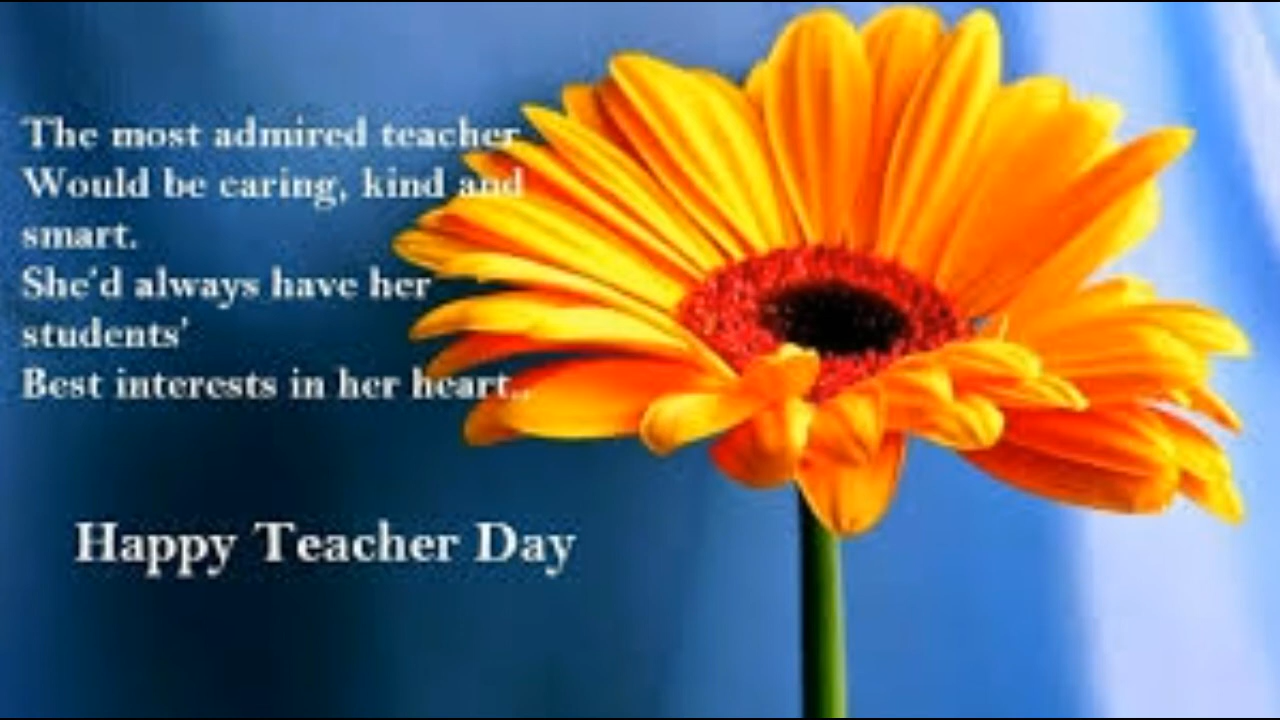 The most admired teacher
Would be caring, kind and
smart.
She'd always have her
students'
Best interests in her heart..
Happy Teacher Day